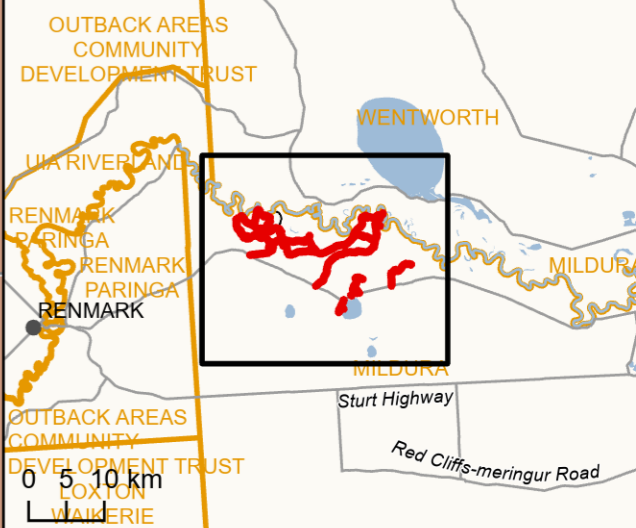 OUTBACK AREAS
COMMUNITY
DEVELOPMENT TRUST
WENTWORTH
UIA RIVERLAND
RENMARK
PARINGA
RENMARK
PARINGA
MILDURA
RENMARK
MILDURA
Sturt Highway
OUTBACK AREAS
COMMUNITY
DEVELOPMENT TRUST
Red Cliffs-meringur Road
0 5 10 km
LOXTON
WAIKERIE